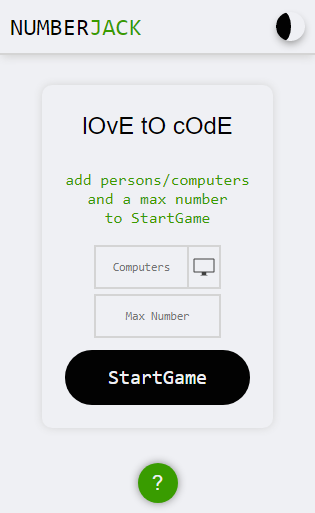 NUMBERJACK
lOvE tO cOdE
add persons/computers
and a max number
to StartGame
Computers
Max Number
StartGame
?